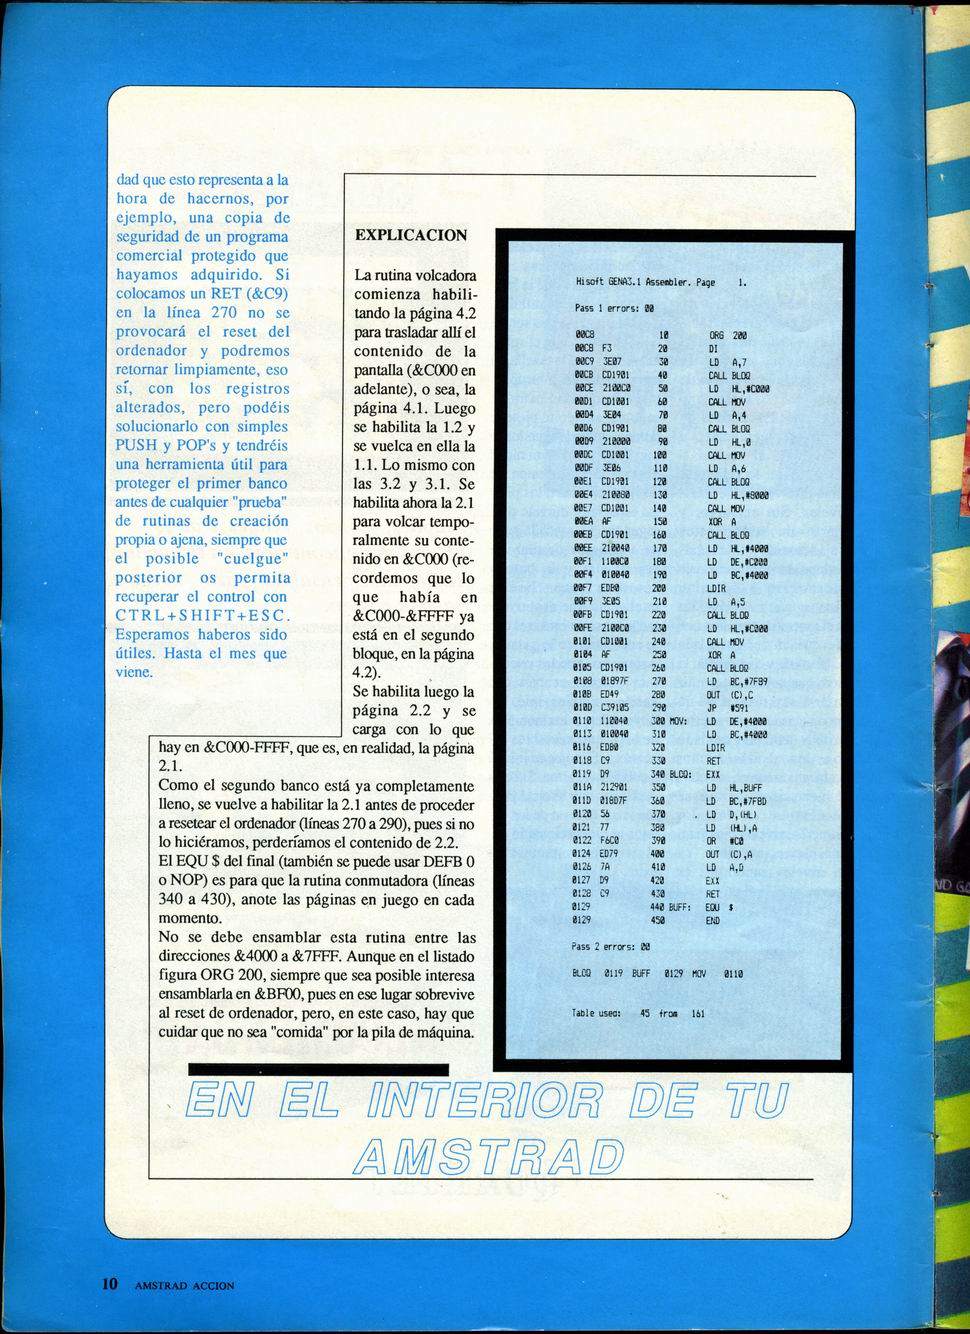 dad que esto representa a la
hora de hacernos, por
ejemplo, una copia de
seguridad de un programa
comercial protegido que
hayamos adquirido. Si
colocamos un RET (&C9)
en la línea 270 no se
provocará el reset del
ordenador y podremos
retornar limpiamente, eso
sí, con los registros
alterados, pero podéis
solucionarlo con simples
PUSH y POP's y tendréis
una herramienta útil para
proteger el primer banco
antes de cualquier "prueba"
de rutinas de creación
propia o ajena, siempre que
el posible "cuelgue"
posterior os permita
recuperar el control con
CTRL+SHIFT+ESC.
Esperamos haberos sido
útiles. Hasta el mes que
viene.
EXPLICACION
La rutina volcadora
comienza habili-
tando la página 4.2
para trasladar allí el
contenido de la
pantalla (&C000 en
adelante), o sea, la
página 4.1. Luego
se habilita la 1.2 y
se vuelca en ella la
1.1. Lo mismo con
las 3.2 y 3.1. Se
habilita ahora la 2.1
para volcar tempo-
ralmente su conte-
nido en &C000 (re-
cordemos que lo
que había en
&C000-&FFFF ya
está en el segundo
bloque, en la página
4.2).
Se habilita luego la
página 2.2 y se
carga con lo que
hay en &C000-FFFF, que es, en realidad, la página
2.1.
Como el segundo banco está ya completamente
lleno, se vuelve a habilitar la 2.1 antes de proceder
a resetear el ordenador (líneas 270 a 290), pues si no
lo hiciéramos, perderíamos el contenido de 2.2.
El EQU $ del final (también se puede usar DEFB 0
o NOP) es para que la rutina conmutadora (líneas
340 a 430), anote las páginas en juego en cada
momento.
No se debe ensamblar esta rutina entre las
direcciones &4000 a &7FFF. Aunque en el listado
figura ORG 200, siempre que sea posible interesa
ensamblarla en &BF00, pues en ese lugar sobrevive
al reset de ordenador, pero, en este caso, hay que
cuidar que no sea "comida" por la pila de máquina.
Hisoft GENA3.1 Assembler. Page 1.
Pass 1 errors: 00
00C8 10 ORG 200
00C8 F3 20 DI
00C9 3E07 30 LD A,7
00CB CD1901 40 CALL BLOQ
00CE 2100C0 50 LD HL,#C000
00D1 CD1001 60 CALL MOV
00D4 3E04 70 LD A,4
00D6 CD1901 80 CALL BLOQ
00D9 210000 90 LD HL,0
00DC CD1001 100 CALL MOV
00DF 3E06 110 LD A,6
00E1 CD1901 120 CALL BLOQ
00E4 210080 130 LD HL,#8000
00E7 CD1001 140 CALL MOV
00EA AF 150 XOR A
00EB CD1901 160 CALL BLOQ
00EE 210040 170 LD HL,#4000
00F1 1100C0 180 LD DE,#C000
00F4 010040 190 LD BC,#4000
00F7 EDB0 200 LDIR
00F9 3E05 210 LD A,5
00FB CD1901 220 CALL BLOQ
00FE 2100C0 230 LD HL,#C000
0101 CD1001 240 CALL MOV
0104 AF 250 XOR A
0105 CD1901 260 CALL BLOQ
0108 01897F 270 LD BC,#7F89
010B ED49 280 OUT (C),C
010D C39105 290 JP #591
0110 110040 300 MOV: LD DE,#4000
0113 010040 310 LD BC,#4000
0116 EDB0 320 LDIR
0118 C9 330 RET
0119 D9 340 BLOQ: EXX
011A 212901 350 LD HL,BUFF
011D 018D7F 360 LD BC,#7F8D
0120 56 370 LD D,(HL)
0121 77 380 LD (HL),A
0122 F6C0 390 OR #C0
0124 ED79 400 OUT (C),A
0126 7A 410 LD A,D
0127 D9 420 EXX
0128 C9 430 RET
0129 440 BUFF: EQU $
0129 450 END
Pass 2 errors: 00
BLOQ 0119 BUFF 0129 MOV 0110
Table used: 45 from 161
EN EL INTERIOR DE TU
AMSTRAD
10 AMSTRAD ACCION